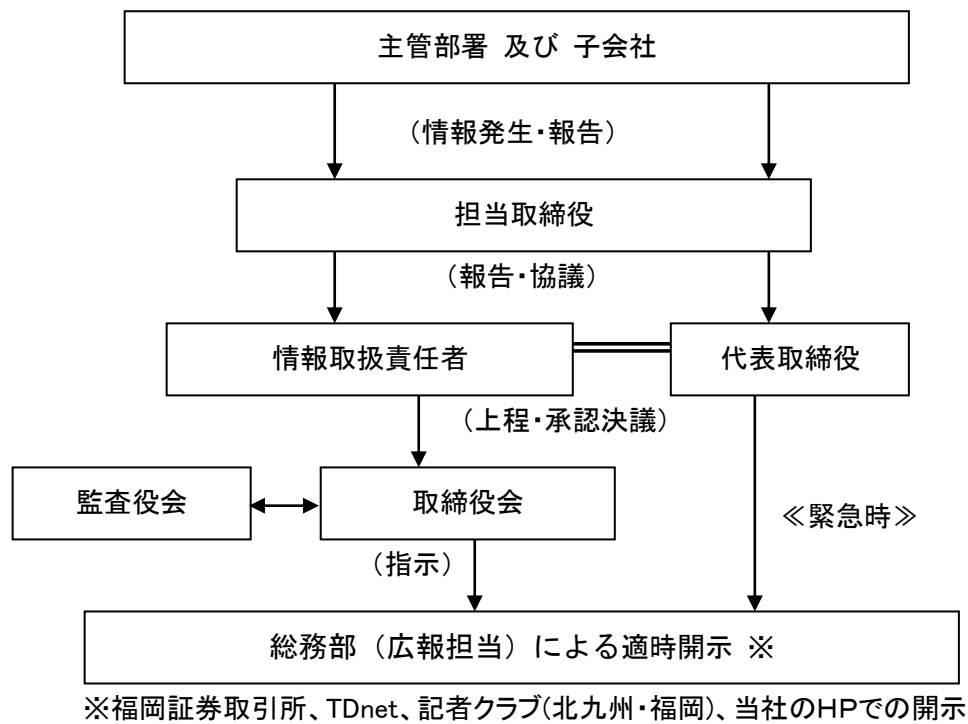 主管部署 及び 子会社
（情報発生・報告）
担当取締役
（報告・協議）
情報取扱責任者
代表取締役
（上程・承認決議）
監査役会
取締役会
≪緊急時≫
（指示）
総務部（広報担当）による適時開示 ※
※福岡証券取引所、TDnet、記者クラブ(北九州・福岡)、当社のHPでの開示